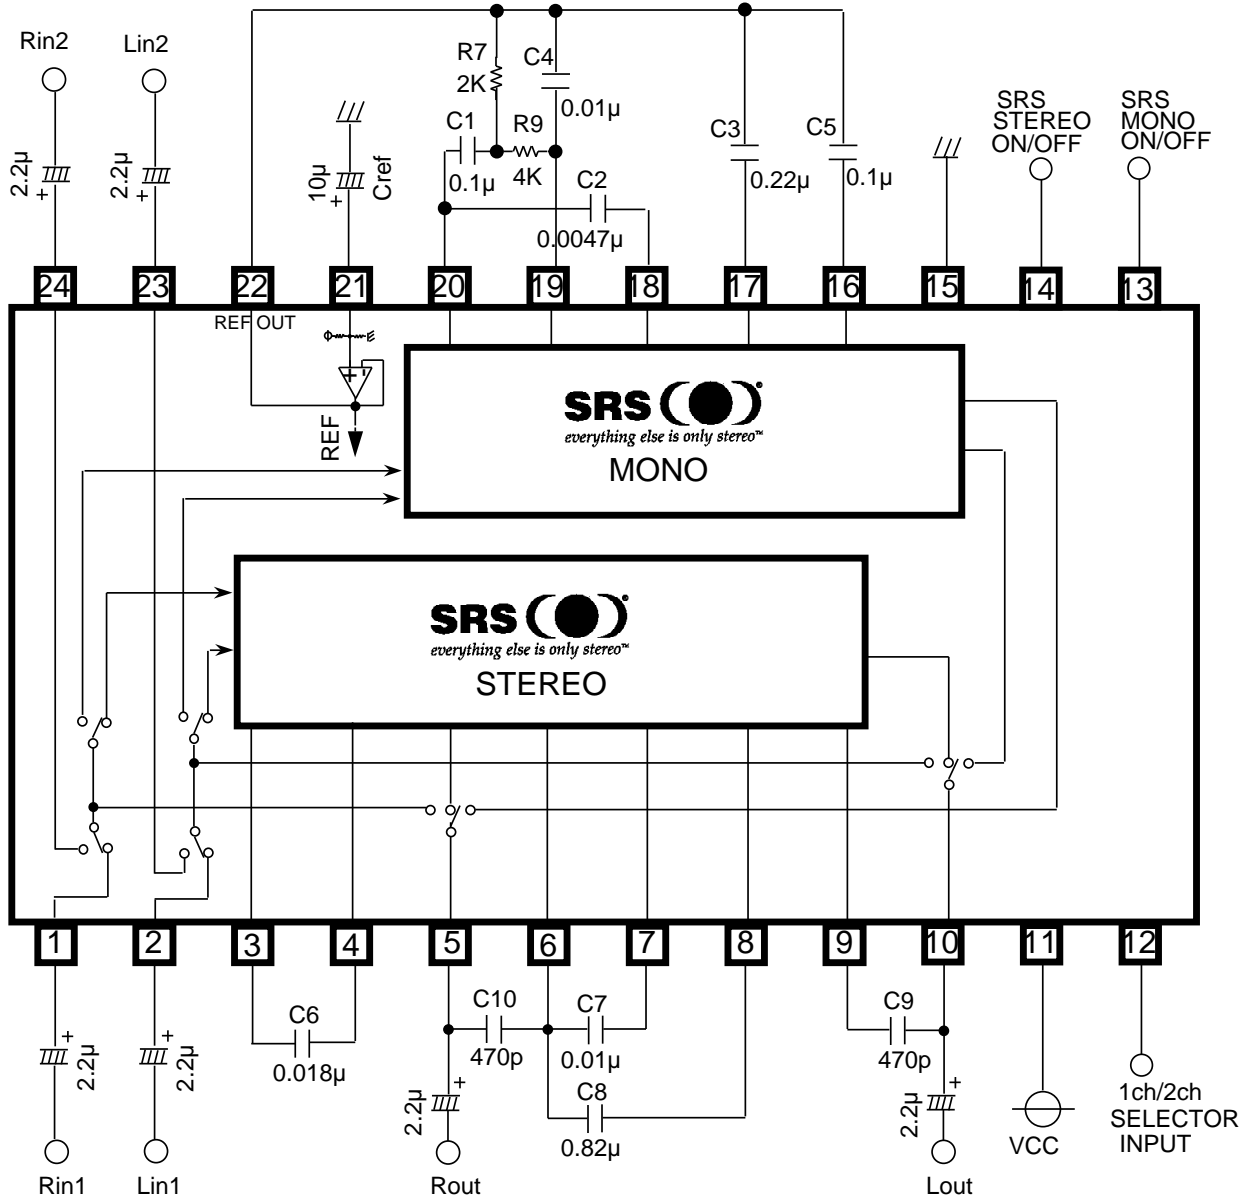 Rin2
Lin2
2.2µ
+
2.2µ
+
10µ
+
Cref
R7
2K
C4
0.01µ
C1
0.1µ
R9
4K
C2
0.0047µ
C3
0.22µ
C5
0.1µ
SRS
STEREO
ON/OFF
SRS
MONO
ON/OFF
24
23
22
21
20
19
18
17
16
15
14
13
REF OUT
+ -
REF
SRS
everything else is only stereo™
MONO
SRS
everything else is only stereo™
STEREO
1
2
3
4
5
6
7
8
9
10
11
12
+
2.2µ
+
2.2µ
C6
0.018µ
C10
470p
C7
0.01µ
C8
0.82µ
+
2.2µ
C9
470p
+
2.2µ
VCC
1ch/2ch
SELECTOR
INPUT
Rin1
Lin1
Rout
Lout